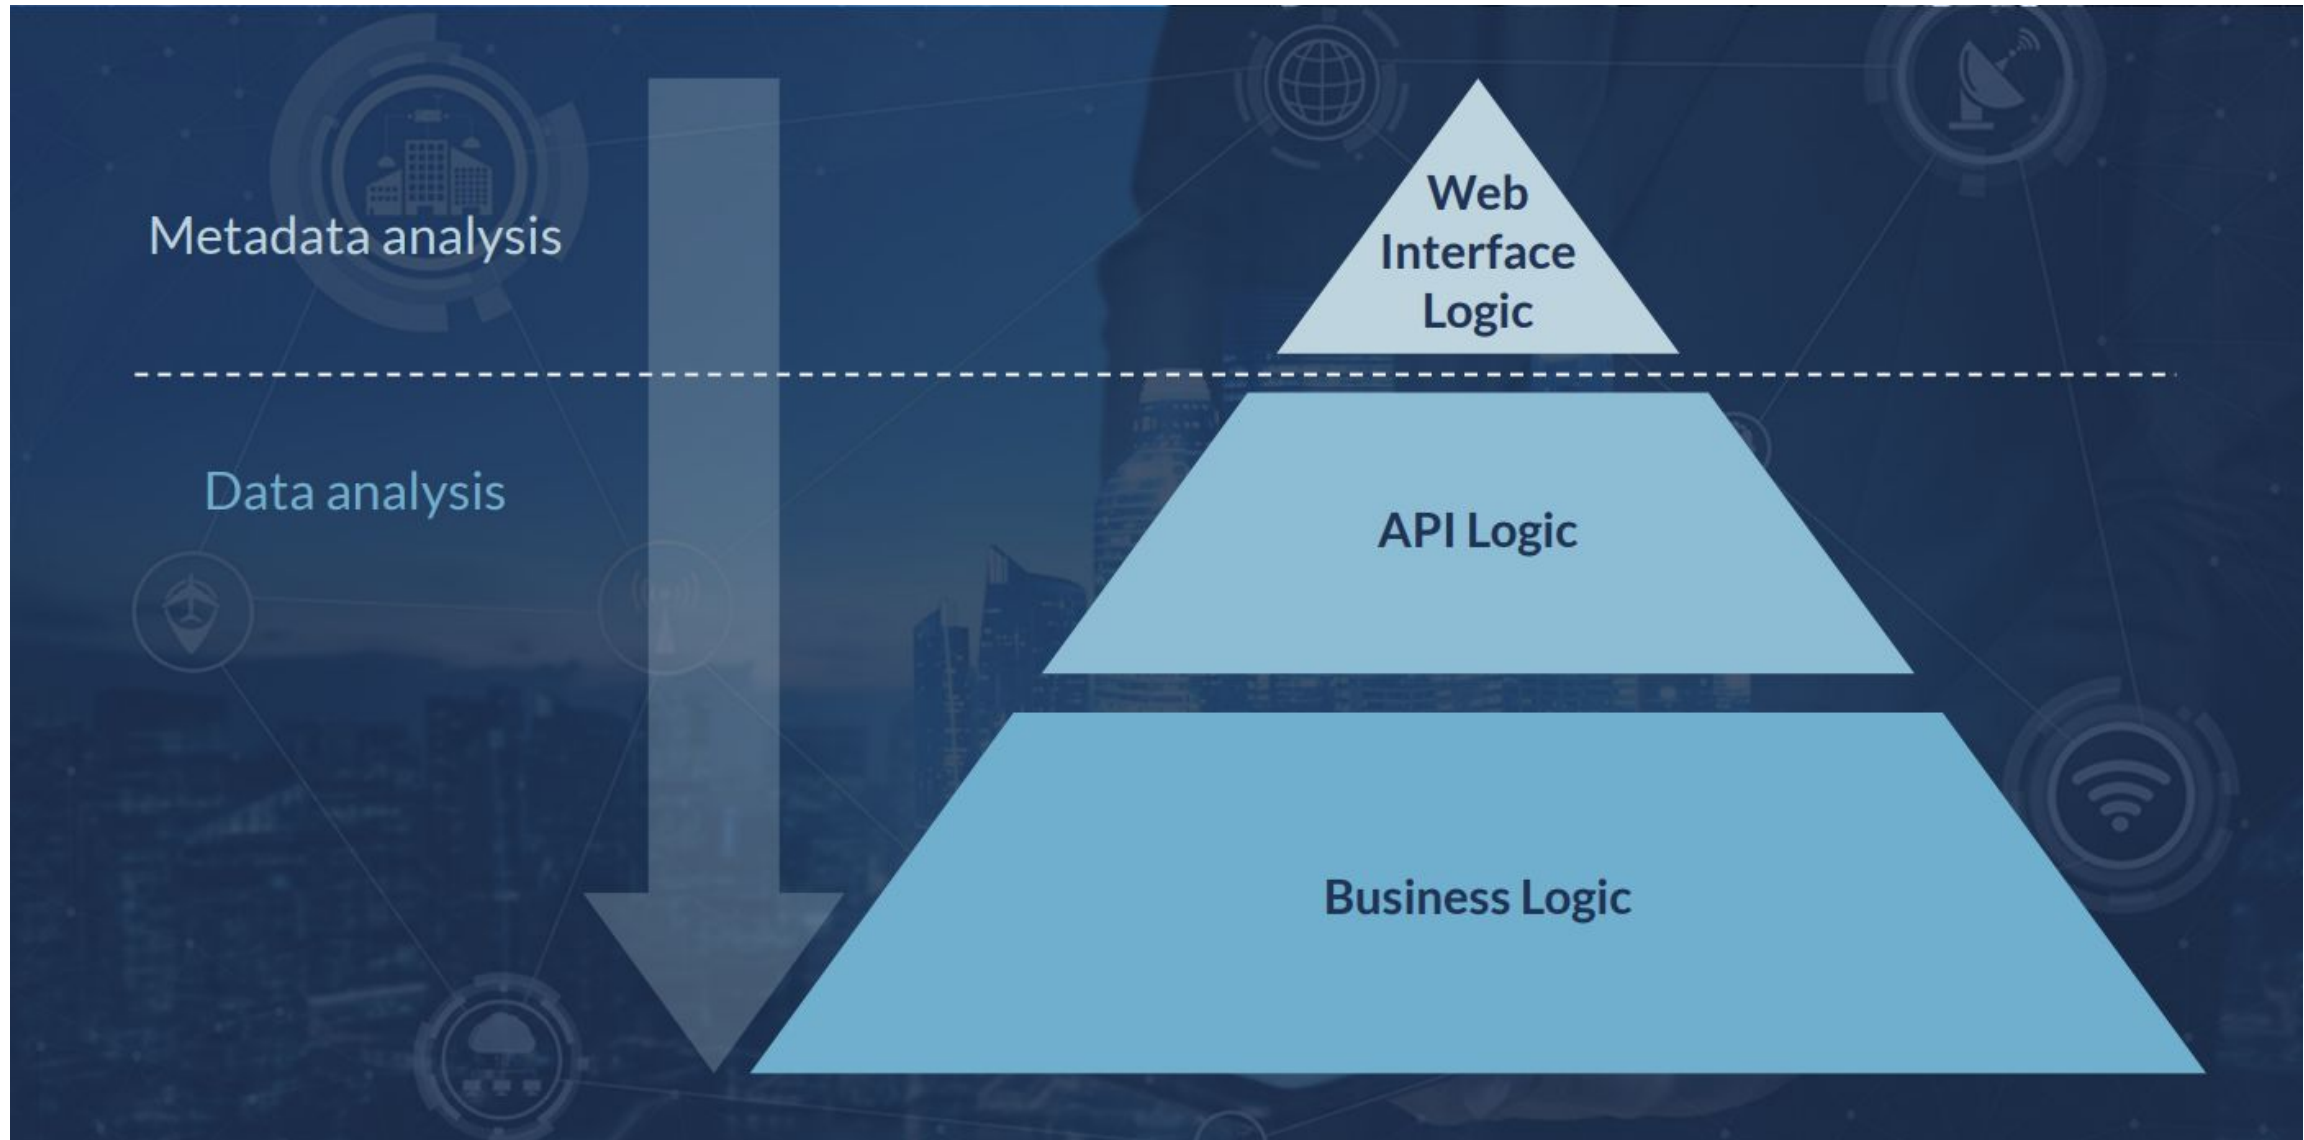 Metadata analysis
Web
Interface
Logic
Data analysis
API Logic
Business Logic